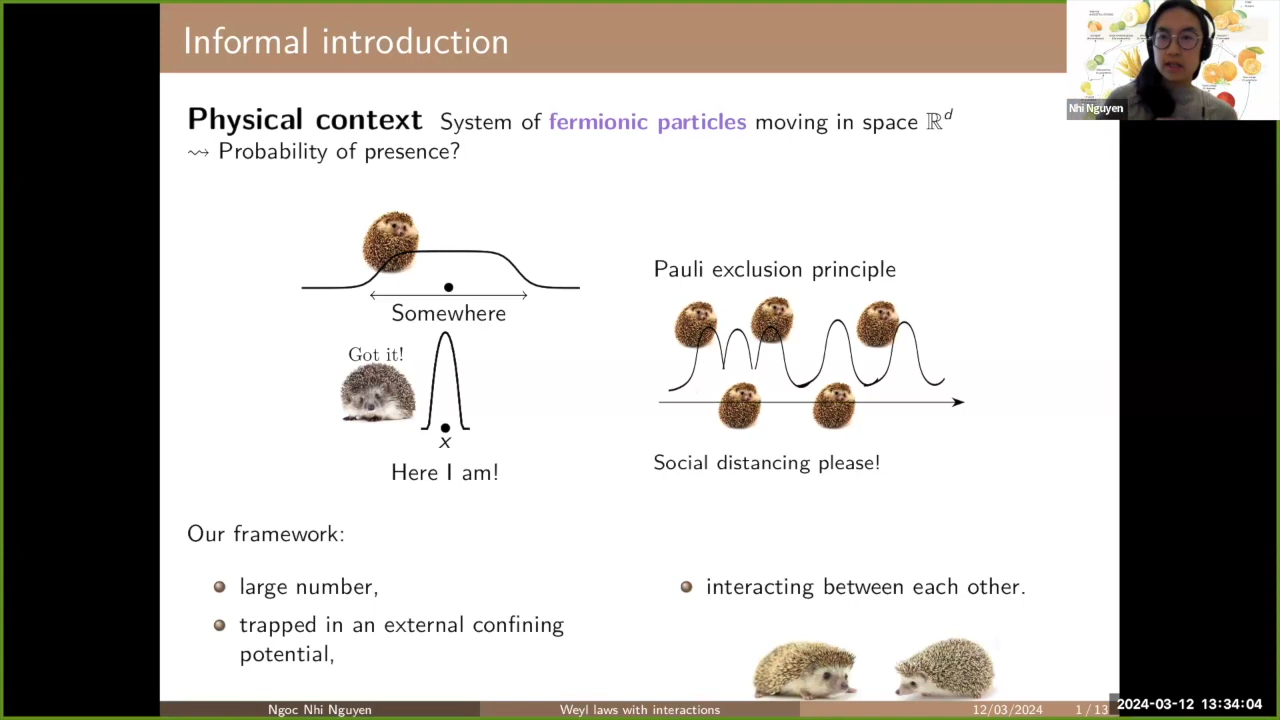 Informal introduction
Nhi Nguyen
Physical context System of fermionic particles moving in space ℝᵈ
⇝ Probability of presence?
Somewhere
Got it!
x
Here I am!
Pauli exclusion principle
Social distancing please!
Our framework:
large number,
trapped in an external confining
potential,
interacting between each other.
Ngoc Nhi Nguyen
Weyl laws with interactions
12/03/2024
1 / 13
2024-03-12 13:34:04